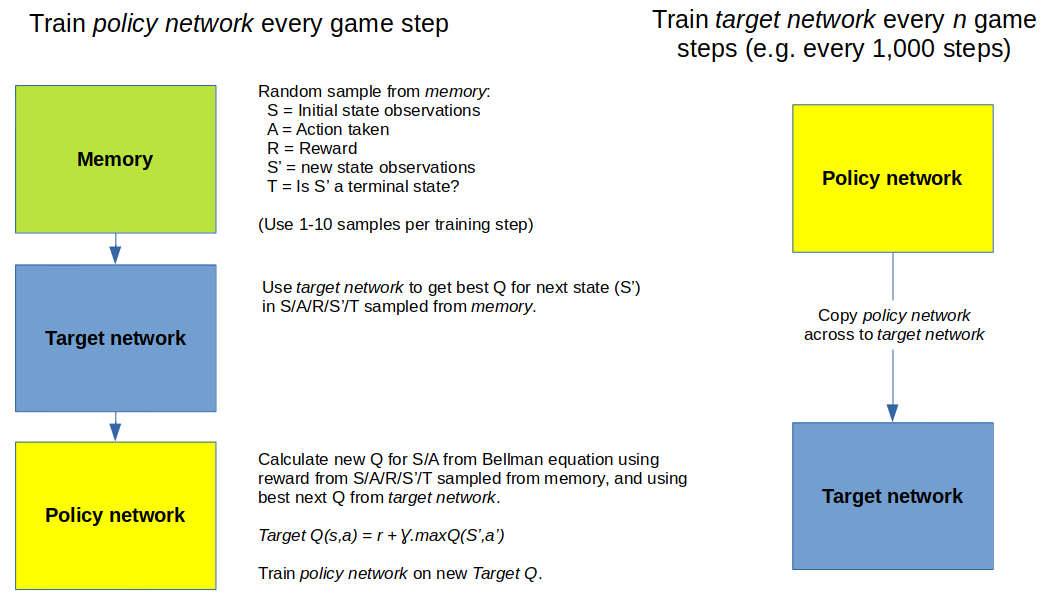 Train policy network every game step
Train target network every n game
steps (e.g. every 1,000 steps)
Memory
Random sample from memory:
S = Initial state observations
A = Action taken
R = Reward
S’ = new state observations
T = Is S’ a terminal state?
(Use 1-10 samples per training step)
Target network
Use target network to get best Q for next state (S’)
in S/A/R/S’/T sampled from memory.
Policy network
Calculate new Q for S/A from Bellman equation using
reward from S/A/R/S’/T sampled from memory, and using
best next Q from target network.
Target Q(s,a) = r + Ɣ.maxQ(S’,a’)
Train policy network on new Target Q.
Policy network
Copy policy network
across to target network
Target network